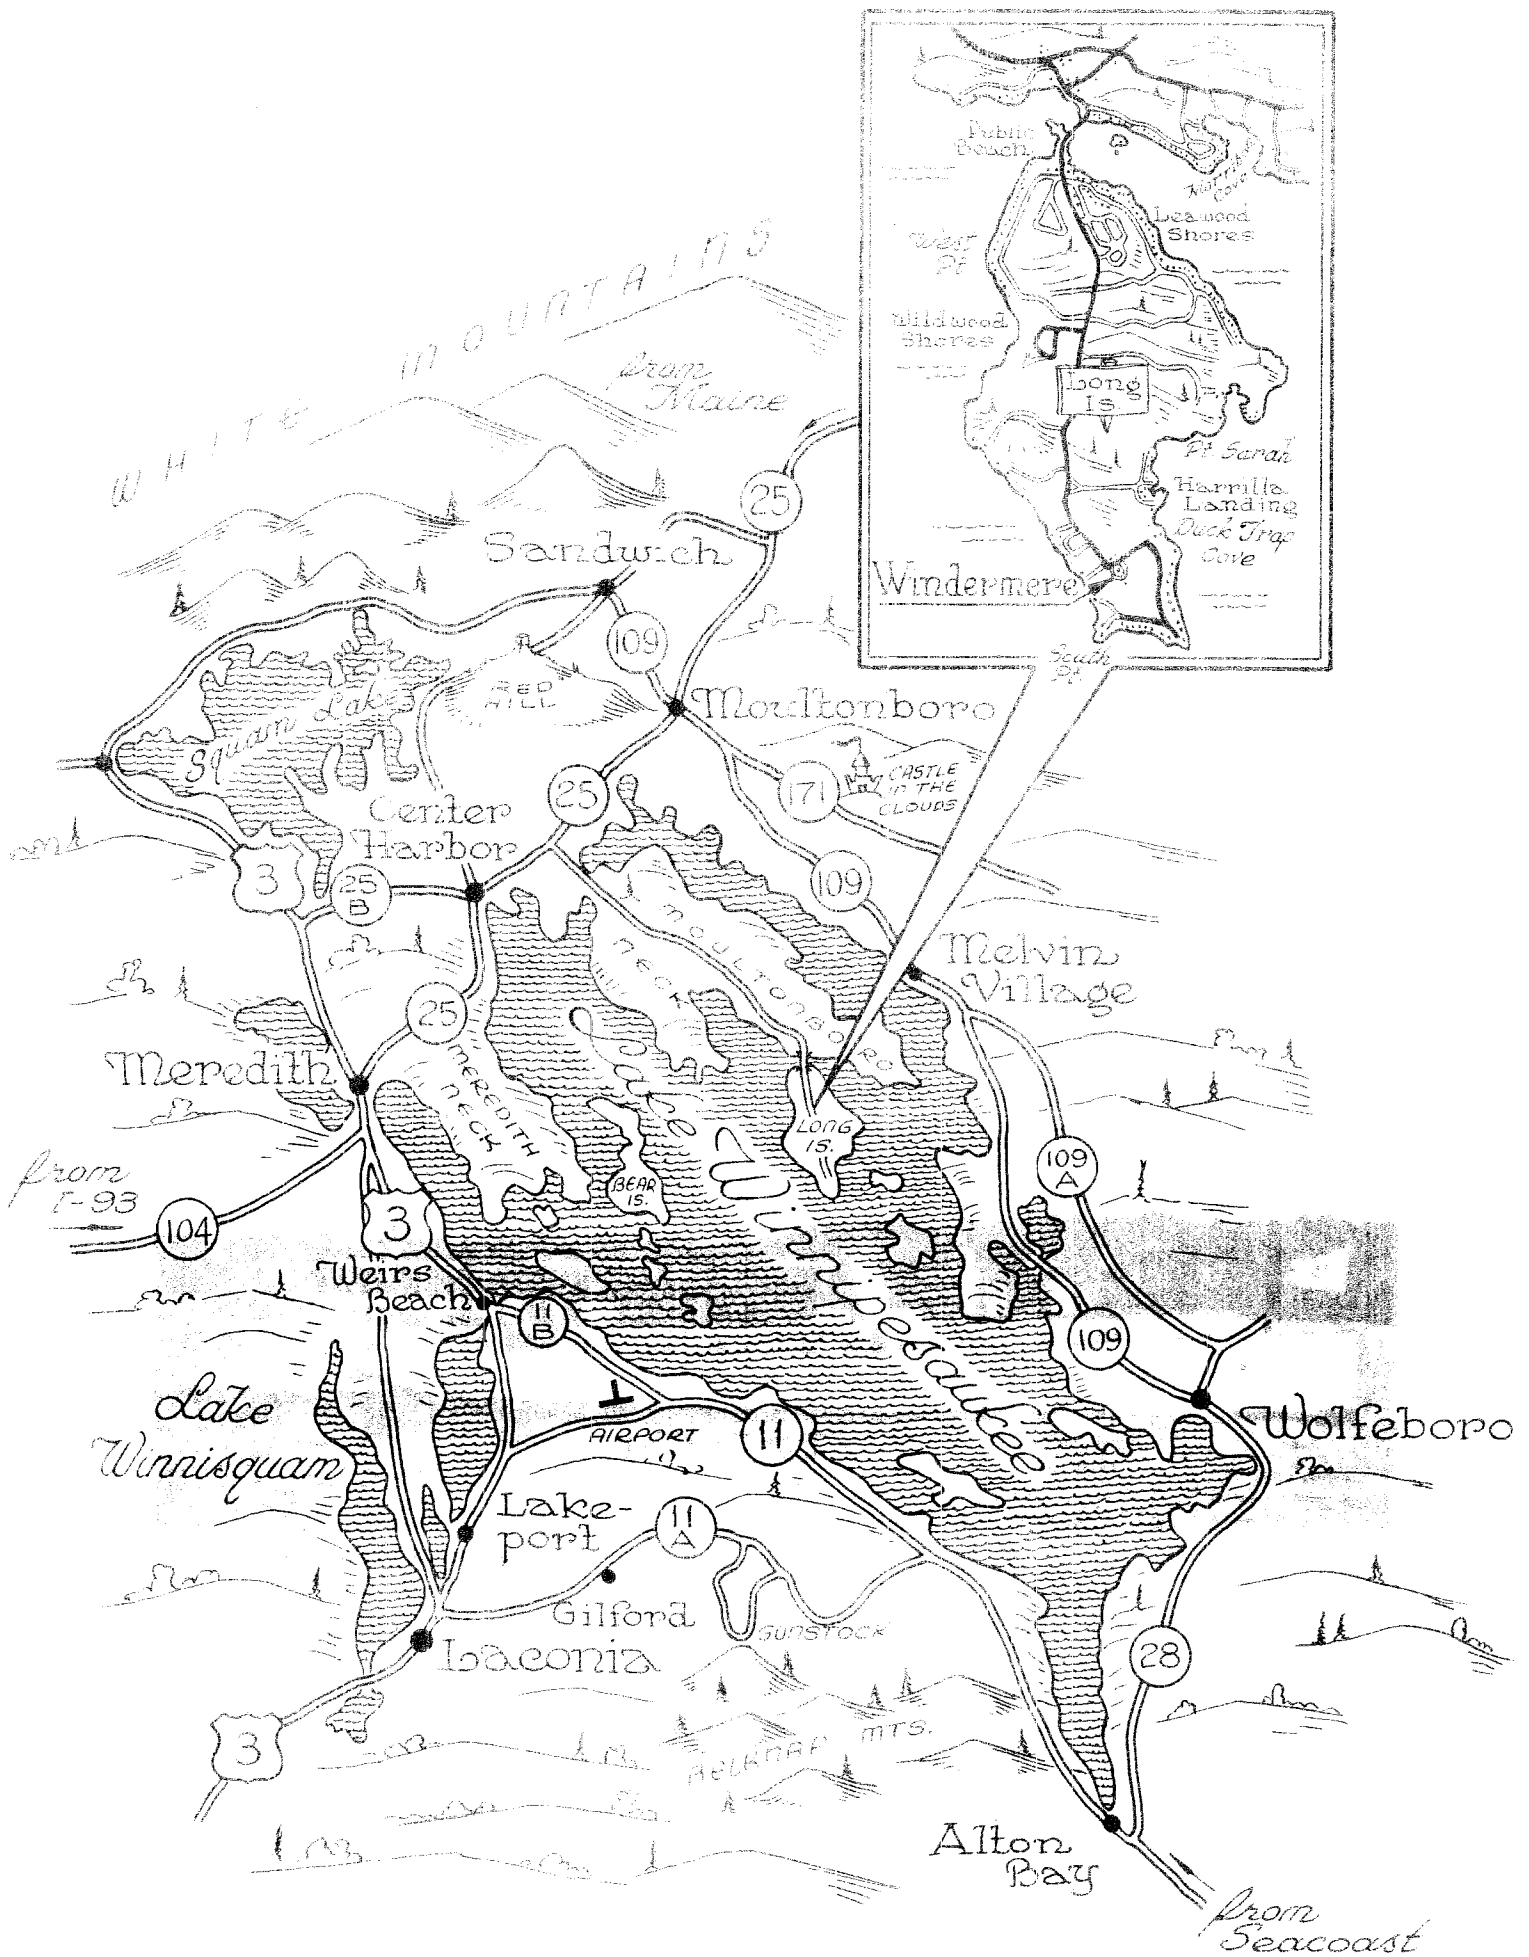 Public
Beach
Leawood
Shores
West
Pt
Wildwood
Shores
Long
Is.
Pt Sarah
Harrilla
Landing
Duck Trap
Cove
Windermere
South
Pt
WHITE MOUNTAINS
from
Maine
25
Sandwich
109
RED
HILL
Squam Lake
Moultonboro
171
CASTLE
IN THE
CLOUDS
25
Center
Harbor
3
25
B
109
MOULTONBORO
NECK
Melvin
Village
25
Meredith
MEREDITH
NECK
Lake Winnipesaukee
LONG
IS.
BEAR
IS.
109
A
from
I-93
104
3
Weirs
Beach
11
B
109
Lake
Winnisquam
AIRPORT
11
Wolfeboro
Lake-
port
11
A
Gilford
GUNSTOCK
Laconia
28
3
BELKNAP MTS.
Alton
Bay
from
Seacoast